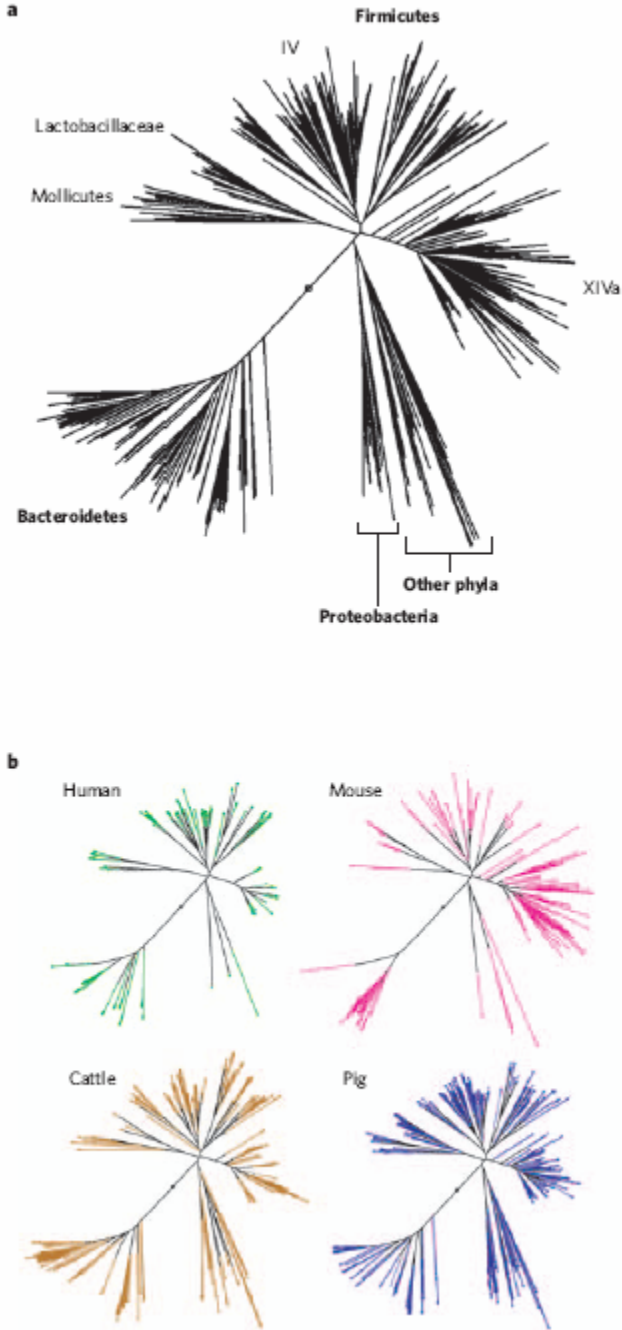 a
Firmicutes
IV
Lactobacillaceae
Mollicutes
XIVa
Bacteroidetes
Other phyla
Proteobacteria
b
Human
Mouse
Cattle
Pig